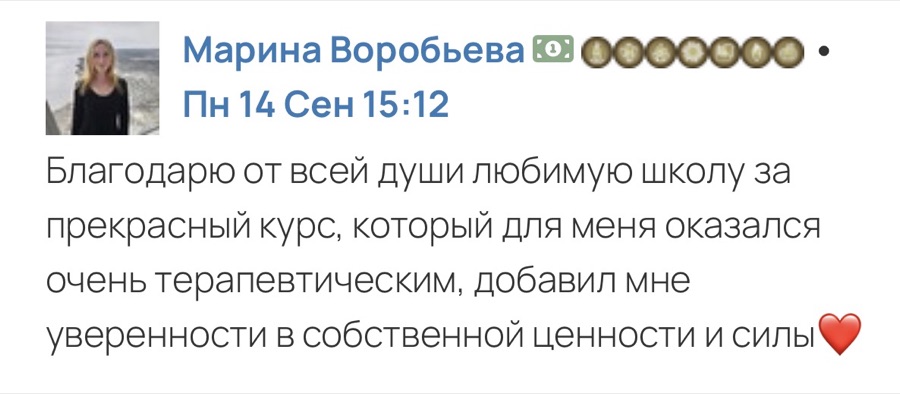 Марина Воробьева •
Пн 14 Сен 15:12
Благодарю от всей души любимую школу за
прекрасный курс, который для меня оказался
очень терапевтическим, добавил мне
уверенности в собственной ценности и силы❤️